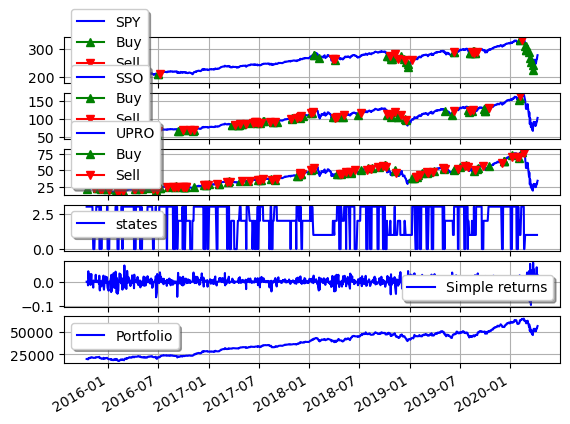 SPY
Buy
Sell
300
200
SSO
Buy
Sell
150
100
50
UPRO
Buy
Sell
75
50
25
states
2.5
0.0
Simple returns
0.0
-0.1
Portfolio
50000
25000
2016-01 2016-07 2017-01 2017-07 2018-01 2018-07 2019-01 2019-07 2020-01